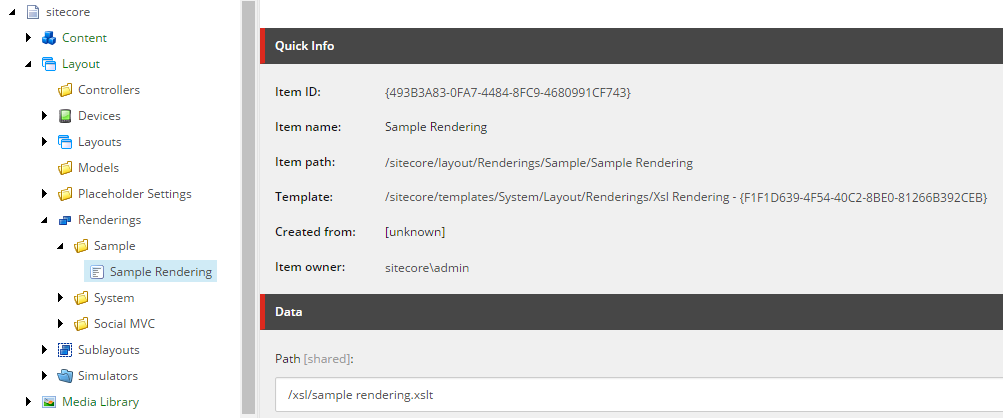 sitecore
Content
Layout
Controllers
Devices
Layouts
Models
Placeholder Settings
Renderings
Sample
Sample Rendering
System
Social MVC
Sublayouts
Simulators
Media Library
Quick Info
Item ID: {493B3A83-0FA7-4484-8FC9-4680991CF743}
Item name: Sample Rendering
Item path: /sitecore/layout/Renderings/Sample/Sample Rendering
Template: /sitecore/templates/System/Layout/Renderings/Xsl Rendering - {F1F1D639-4F54-40C2-8BE0-81266B392CEB}
Created from: [unknown]
Item owner: sitecore\admin
Data
Path [shared]:
/xsl/sample rendering.xslt